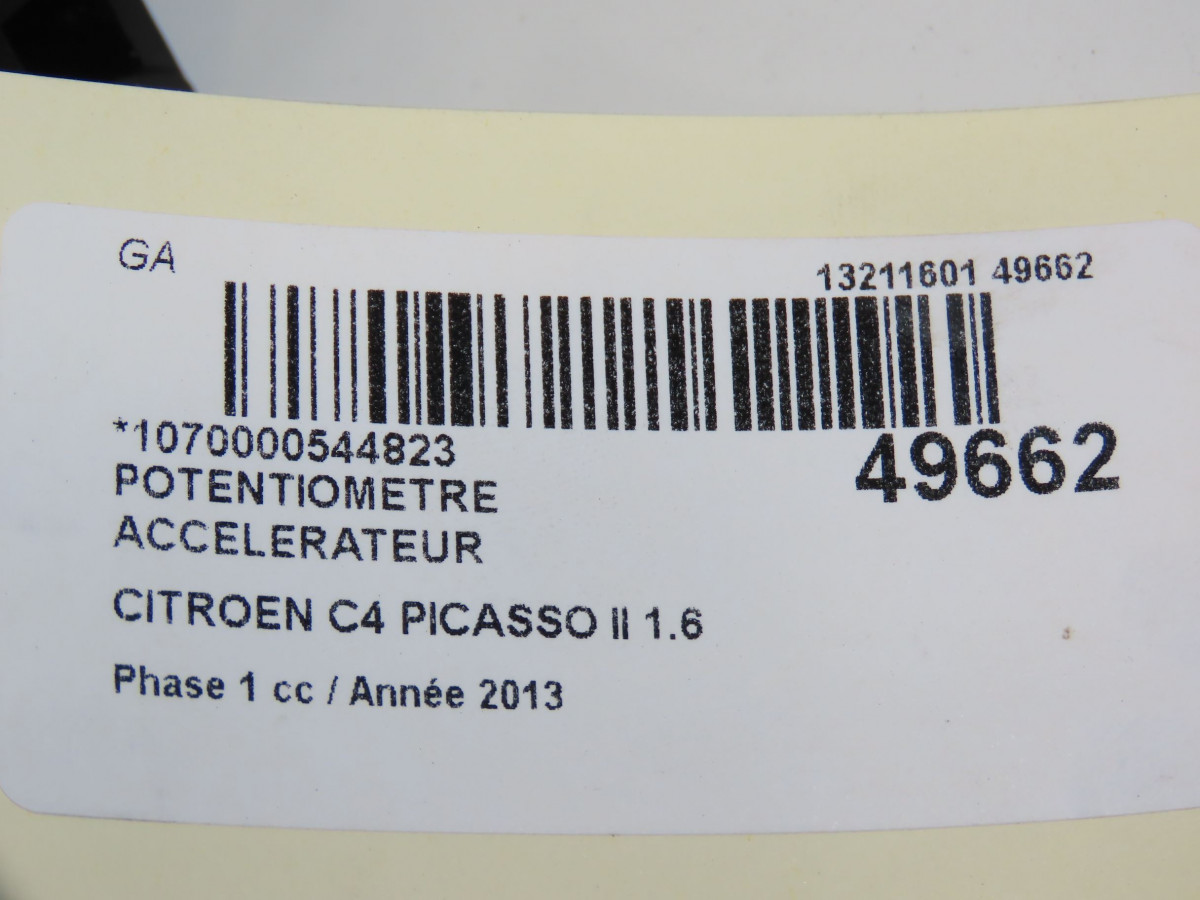 GA
13211601 49662
*1070000544823
49662
POTENTIOMETRE
ACCELERATEUR
CITROEN C4 PICASSO II 1.6
Phase 1 cc / Année 2013